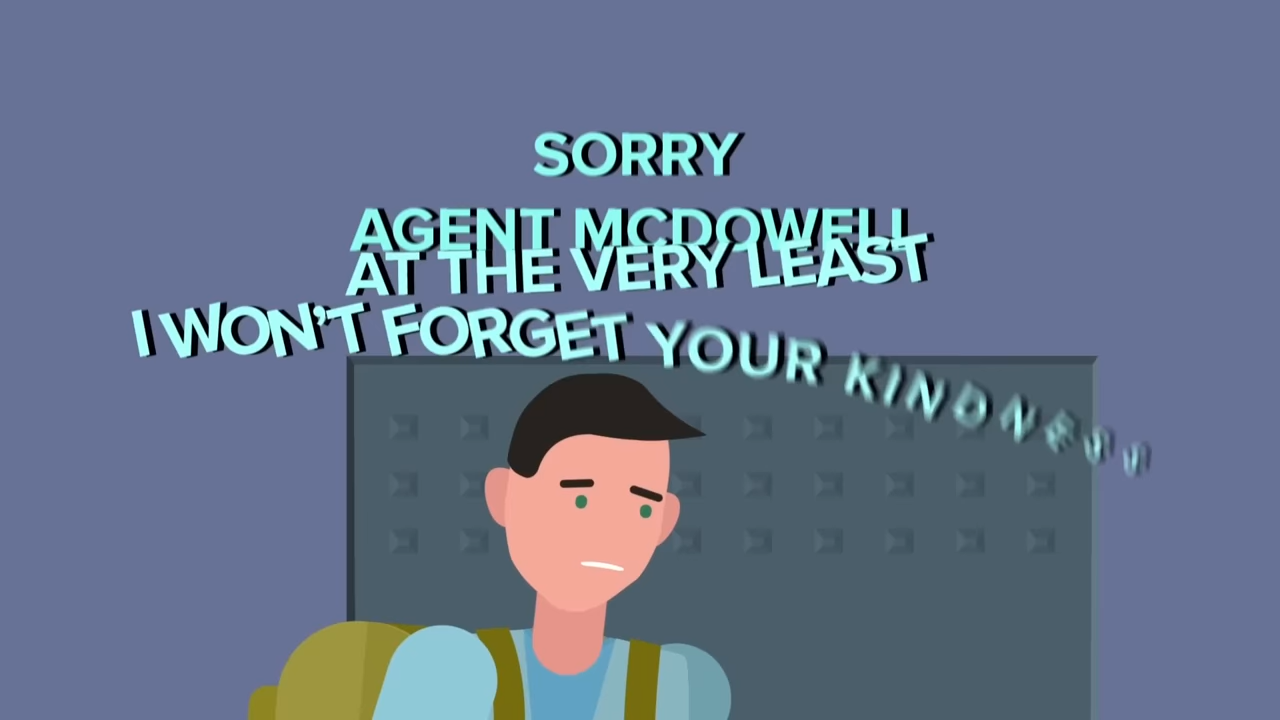 SORRY
AGENT MCDOWELL
AT THE VERY LEAST
I WON'T FORGET YOUR KINDNESS